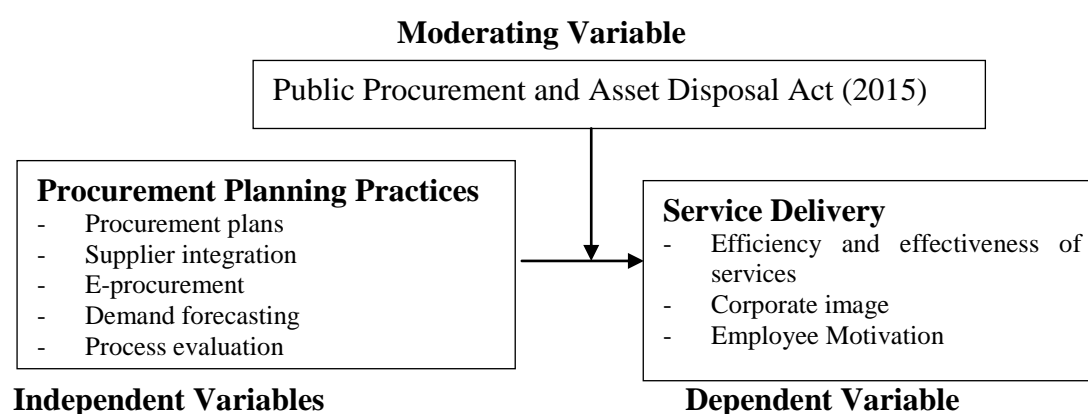 Moderating Variable
Public Procurement and Asset Disposal Act (2015)
Procurement Planning Practices
- Procurement plans
- Supplier integration
- E-procurement
- Demand forecasting
- Process evaluation
Independent Variables
Service Delivery
- Efficiency and effectiveness of
services
- Corporate image
- Employee Motivation
Dependent Variable